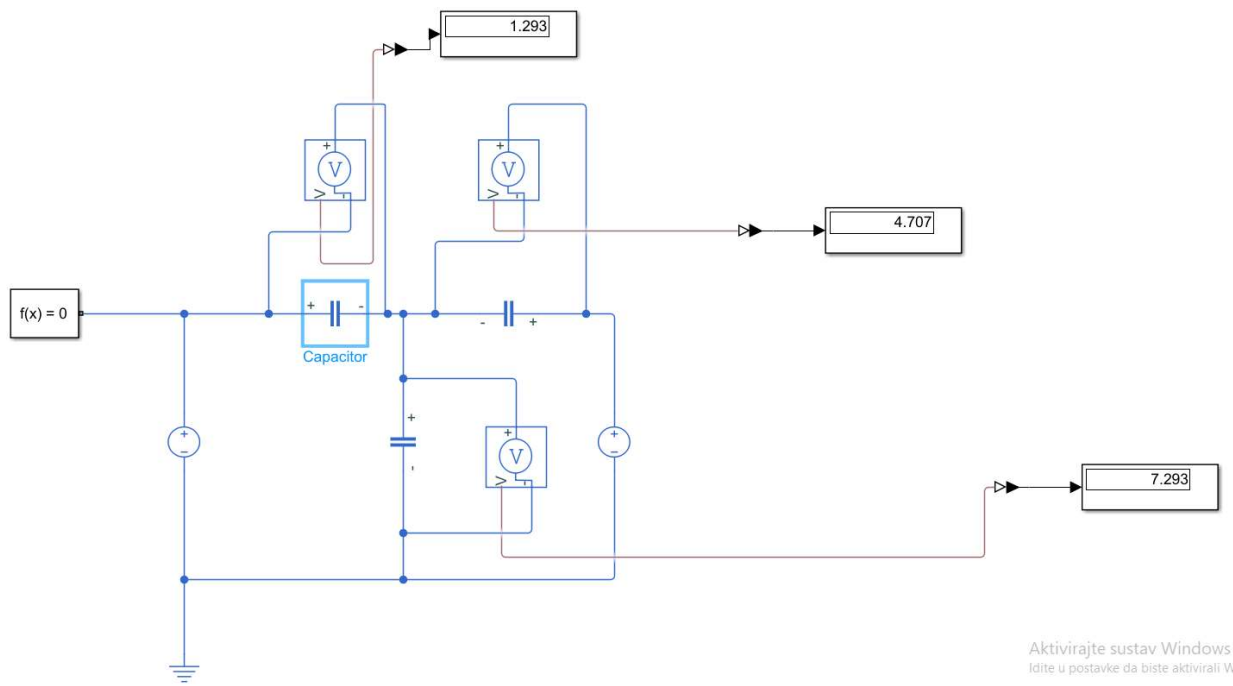 1.293
+
V
V
-
+
V
V
-
4.707
f(x) = 0
+
-
Capacitor
-
+
+
-
+
-
+
V
V
-
+
-
7.293
Aktivirajte sustav Windows
Idite u postavke da biste aktivirali W